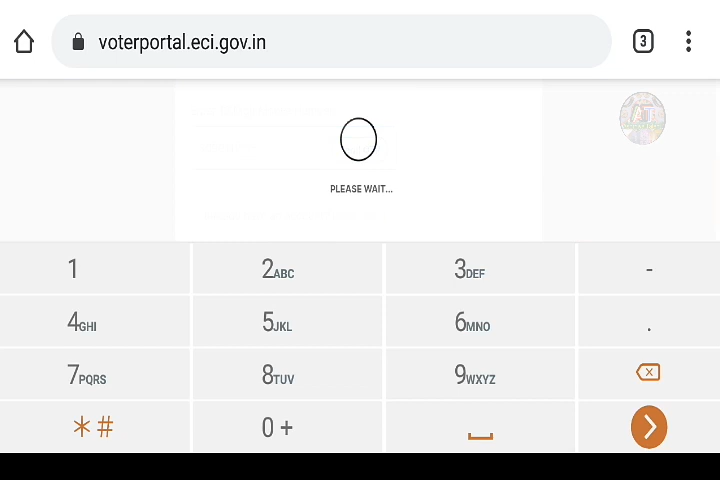 voterportal.eci.gov.in 3
PLEASE WAIT...
1 2ABC 3DEF -
4GHI 5JKL 6MNO .
7PQRS 8TUV 9WXYZ
*# 0 +